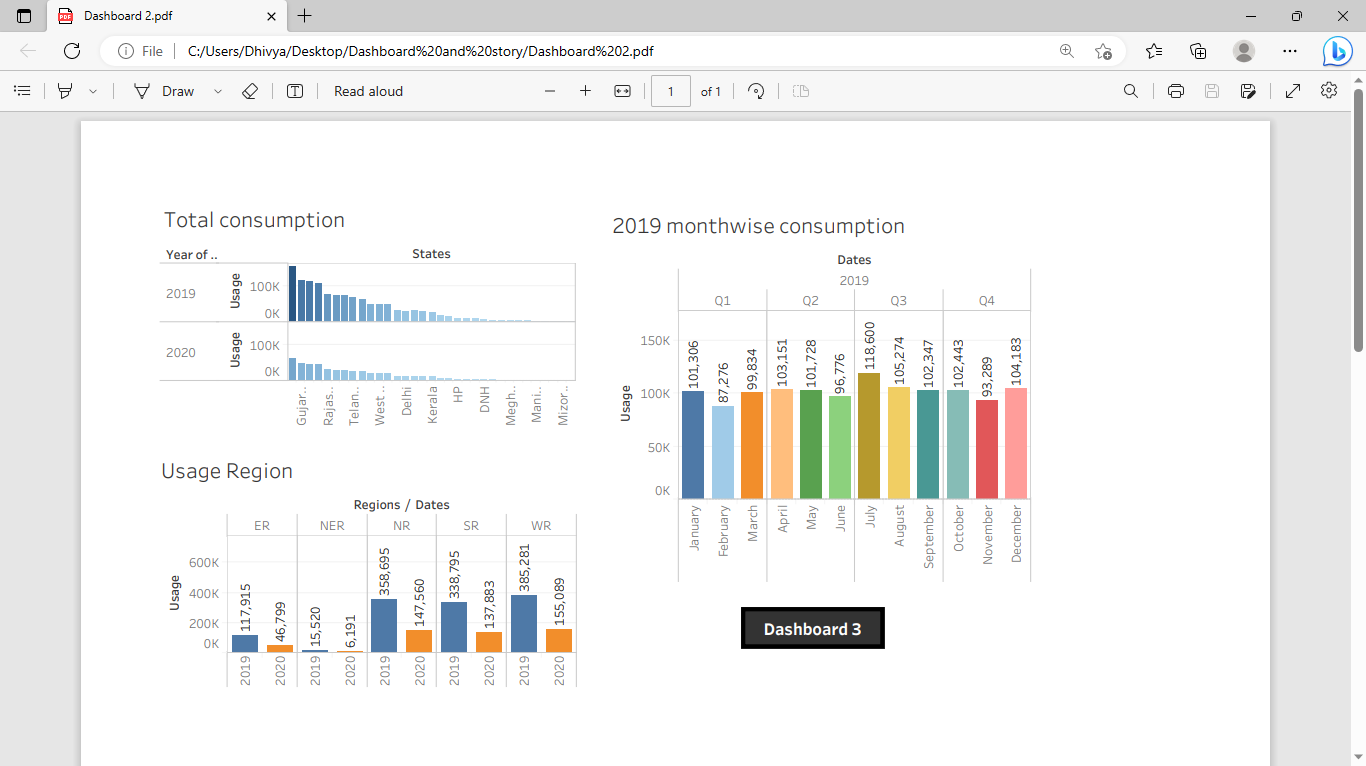 Dashboard 2.pdf
File
C:/Users/Dhivya/Desktop/Dashboard%20and%20story/Dashboard%202.pdf
Draw
Read aloud
1 of 1
Total consumption
Year of ..
States
2019
Usage
100K
0K
2020
Usage
100K
0K
Gujar..
Rajas..
Telan..
West ..
Delhi
Kerala
HP
DNH
Megh..
Mani..
Mizor..
Usage Region
Regions / Dates
ER NER NR SR WR
Usage
600K
400K
200K
0K
117,915
46,799
15,520
6,191
358,695
147,560
338,795
137,883
385,281
155,089
2019 2020 2019 2020 2019 2020 2019 2020 2019 2020
2019 monthwise consumption
Dates
2019
Q1 Q2 Q3 Q4
Usage
150K
100K
50K
0K
101,306
87,276
99,834
103,151
101,728
96,776
118,600
105,274
102,347
102,443
93,289
104,183
January
February
March
April
May
June
July
August
September
October
November
December
Dashboard 3